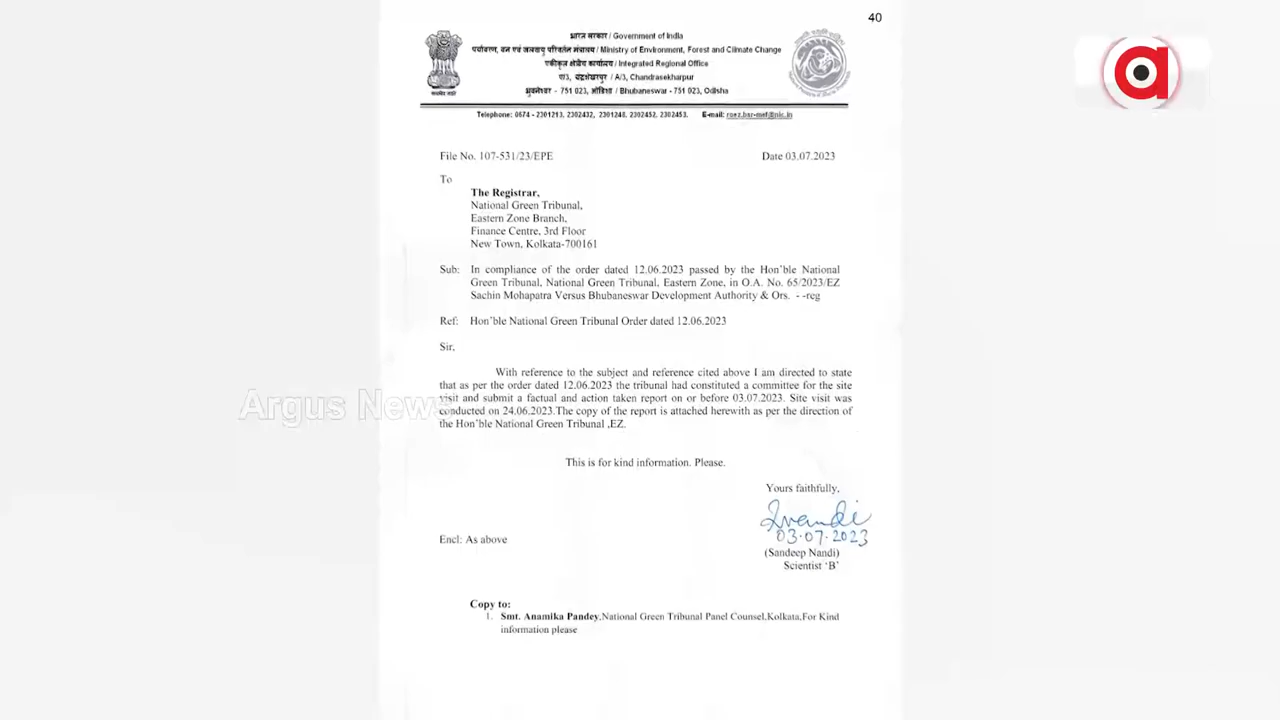 40
भारत सरकार / Government of India
पर्यावरण, वन एवं जलवायु परिवर्तन मंत्रालय / Ministry of Environment, Forest and Climate Change
एकीकृत क्षेत्रीय कार्यालय / Integrated Regional Office
ए/3, चंद्रशेखरपुर / A/3, Chandrasekharpur
भुवनेश्वर - 751 023, ओडिशा / Bhubaneswar - 751 023, Odisha
सत्यमेव जयते
Telephone: 0674 - 2301213, 2302432, 2301248, 2302452, 2302453. E-mail: roez.bsr-mef@nic.in
File No. 107-531/23/EPE Date 03.07.2023
To
The Registrar,
National Green Tribunal,
Eastern Zone Branch,
Finance Centre, 3rd Floor
New Town, Kolkata-700161
Sub: In compliance of the order dated 12.06.2023 passed by the Hon'ble National
Green Tribunal, National Green Tribunal, Eastern Zone, in O.A. No. 65/2023/EZ
Sachin Mohapatra Versus Bhubaneswar Development Authority & Ors. - -reg
Ref: Hon'ble National Green Tribunal Order dated 12.06.2023
Sir,
With reference to the subject and reference cited above I am directed to state
that as per the order dated 12.06.2023 the tribunal had constituted a committee for the site
visit and submit a factual and action taken report on or before 03.07.2023. Site visit was
conducted on 24.06.2023.The copy of the report is attached herewith as per the direction of
the Hon'ble National Green Tribunal ,EZ.
Argus News
This is for kind information. Please.
Yours faithfully,
03.07.2023
Encl: As above
(Sandeep Nandi)
Scientist 'B'
Copy to:
1. Smt. Anamika Pandey,National Green Tribunal Panel Counsel,Kolkata,For Kind
information please